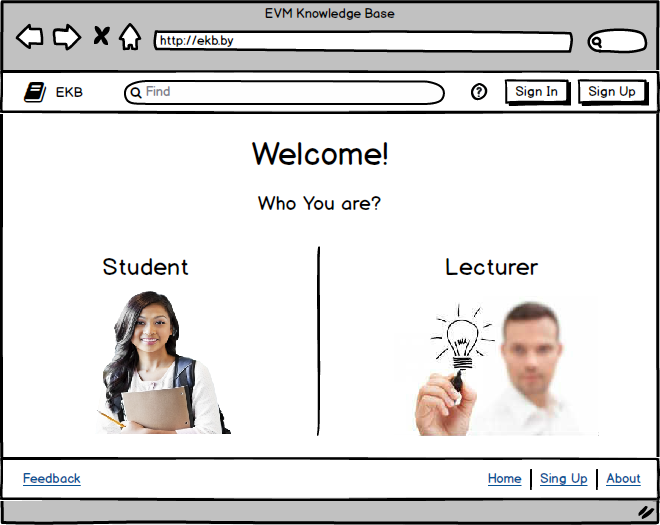 EVM Knowledge Base
http://ekb.by
EKB
Find
?
Sign In
Sign Up
Welcome!
Who You are?
Student
Lecturer
Feedback
Home
Sing Up
About